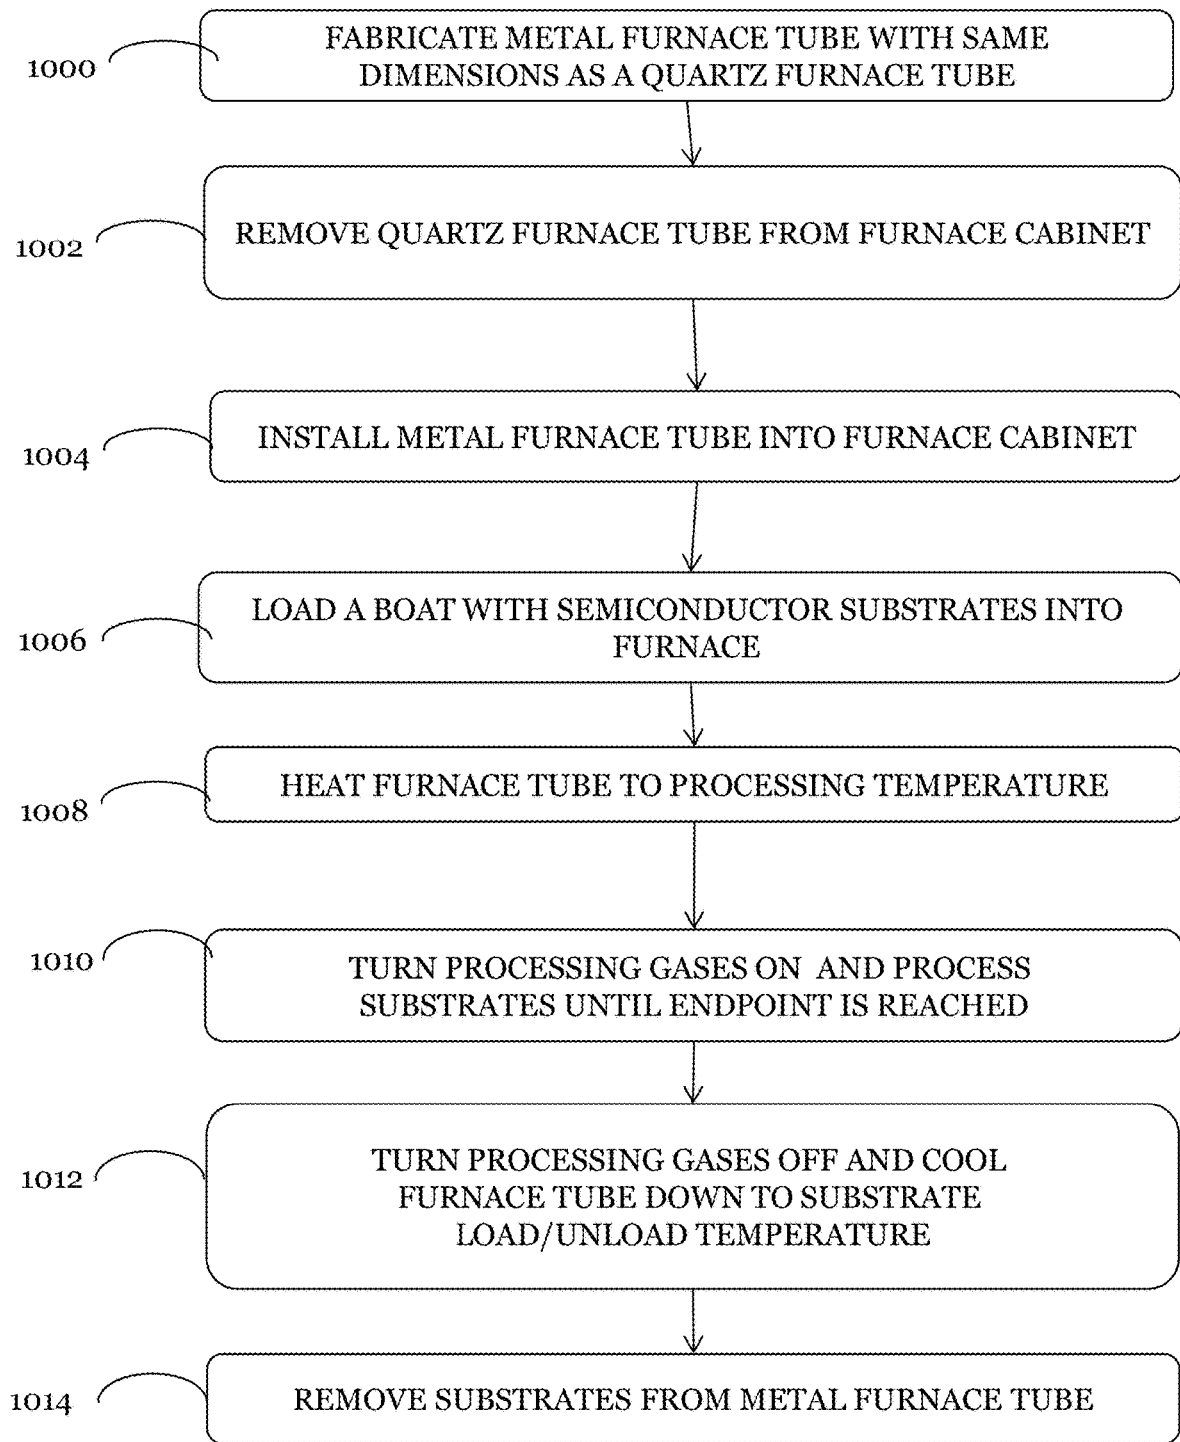 1000
FABRICATE METAL FURNACE TUBE WITH SAME
DIMENSIONS AS A QUARTZ FURNACE TUBE
1002
REMOVE QUARTZ FURNACE TUBE FROM FURNACE CABINET
1004
INSTALL METAL FURNACE TUBE INTO FURNACE CABINET
1006
LOAD A BOAT WITH SEMICONDUCTOR SUBSTRATES INTO
FURNACE
1008
HEAT FURNACE TUBE TO PROCESSING TEMPERATURE
1010
TURN PROCESSING GASES ON AND PROCESS
SUBSTRATES UNTIL ENDPOINT IS REACHED
1012
TURN PROCESSING GASES OFF AND COOL
FURNACE TUBE DOWN TO SUBSTRATE
LOAD/UNLOAD TEMPERATURE
1014
REMOVE SUBSTRATES FROM METAL FURNACE TUBE